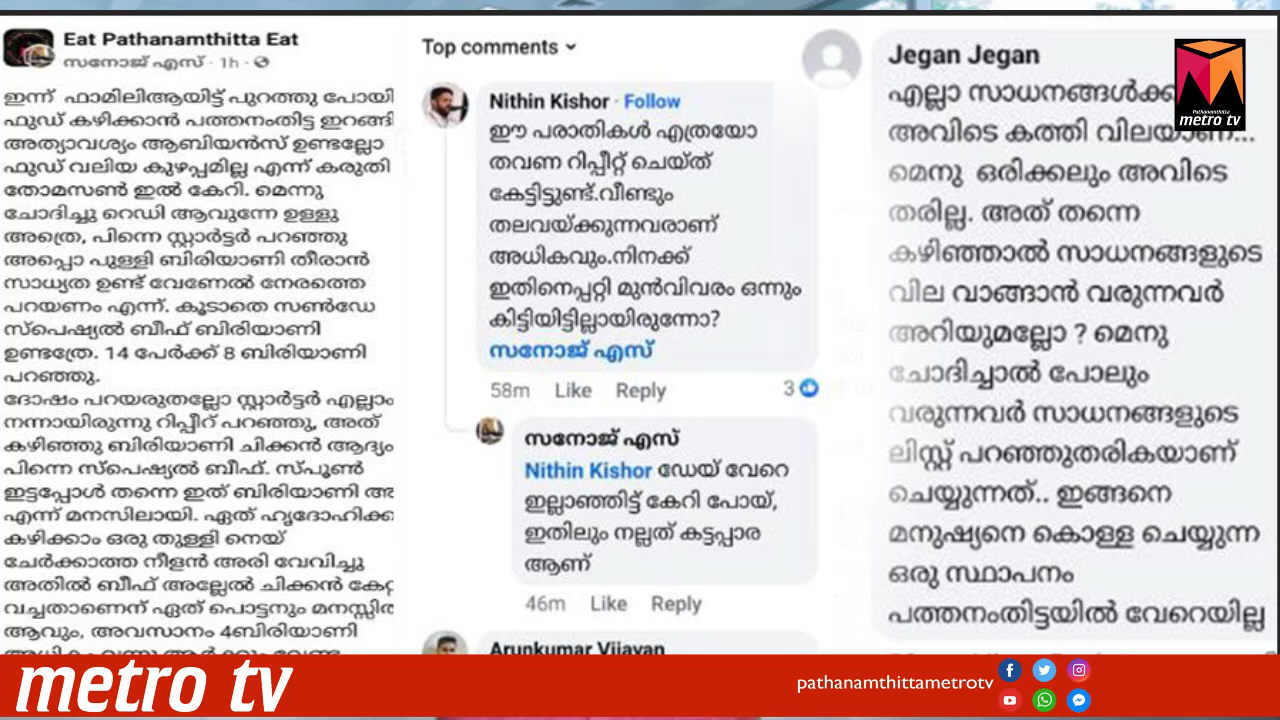 Eat Pathanamthitta Eat
സനോജ് എസ് · 1h ·
ഇന്ന് ഫാമിലിആയിട്ട് പുറത്തു പോയി
ഫുഡ് കഴിക്കാൻ പത്തനംതിട്ട ഇറങ്ങി
അത്യാവശ്യം ആബിയൻസ് ഉണ്ടല്ലോ
ഫുഡ് വലിയ കുഴപ്പമില്ല എന്ന് കരുതി
തോമസൺ ഇൽ കേറി. മെന്നു
ചോദിച്ചു റെഡി ആവുന്നേ ഉള്ളു
അത്രെ, പിന്നെ സ്റ്റാർട്ടർ പറഞ്ഞു
അപ്പൊ പുള്ളി ബിരിയാണി തീരാൻ
സാധ്യത ഉണ്ട് വേണേൽ നേരത്തെ
പറയണം എന്ന്. കൂടാതെ സൺഡേ
സ്പെഷ്യൽ ബീഫ് ബിരിയാണി
ഉണ്ടത്രേ. 14 പേർക്ക് 8 ബിരിയാണി
പറഞ്ഞു.
ദോഷം പറയരുതല്ലോ സ്റ്റാർട്ടർ എല്ലാം
നന്നായിരുന്നു റിപ്പീറ് പറഞ്ഞു, അത്
കഴിഞ്ഞു ബിരിയാണി ചിക്കൻ ആദ്യം
പിന്നെ സ്പെഷ്യൽ ബീഫ്. സ്പൂൺ
ഇട്ടപ്പോൾ തന്നെ ഇത് ബിരിയാണി അ
എന്ന് മനസിലായി. ഏത് ഹൃദോഹിക്ക
കഴിക്കാം ഒരു തുള്ളി നെയ്
ചേർക്കാത്ത നീളൻ അരി വേവിച്ചു
അതിൽ ബീഫ് അല്ലേൽ ചിക്കൻ കേറ്റ
വച്ചതാണെന് ഏത് പൊട്ടനും മനസ്സില
ആവും, അവസാനം 4ബിരിയാണി
Top comments
Nithin Kishor · Follow
ഈ പരാതികൾ എത്രയോ
തവണ റിപ്പീറ്റ് ചെയ്ത്
കേട്ടിട്ടുണ്ട്.വീണ്ടും
തലവയ്ക്കുന്നവരാണ്
അധികവും.നിനക്ക്
ഇതിനെപ്പറ്റി മുൻവിവരം ഒന്നും
കിട്ടിയിട്ടില്ലായിരുന്നോ?
സനോജ് എസ്
58m Like Reply 3
സനോജ് എസ്
Nithin Kishor ഡേയ് വേറെ
ഇല്ലാഞ്ഞിട്ട് കേറി പോയ്,
ഇതിലും നല്ലത് കട്ടപ്പാര
ആണ്
46m Like Reply
Arunkumar Vijayan
Jegan Jegan
എല്ലാ സാധനങ്ങൾക്ക
അവിടെ കത്തി വിലയാണ്...
മെനു ഒരിക്കലും അവിടെ
തരില്ല. അത് തന്നെ
കഴിഞ്ഞാൽ സാധനങ്ങളുടെ
വില വാങ്ങാൻ വരുന്നവർ
അറിയുമല്ലോ ? മെനു
ചോദിച്ചാൽ പോലും
വരുന്നവർ സാധനങ്ങളുടെ
ലിസ്റ്റ് പറഞ്ഞുതരികയാണ്
ചെയ്യുന്നത്.. ഇങ്ങനെ
മനുഷ്യനെ കൊള്ള ചെയ്യുന്ന
ഒരു സ്ഥാപനം
പത്തനംതിട്ടയിൽ വേറെയില്ല
Pathanamthitta
metro tv
metro tv
pathanamthittametrotv